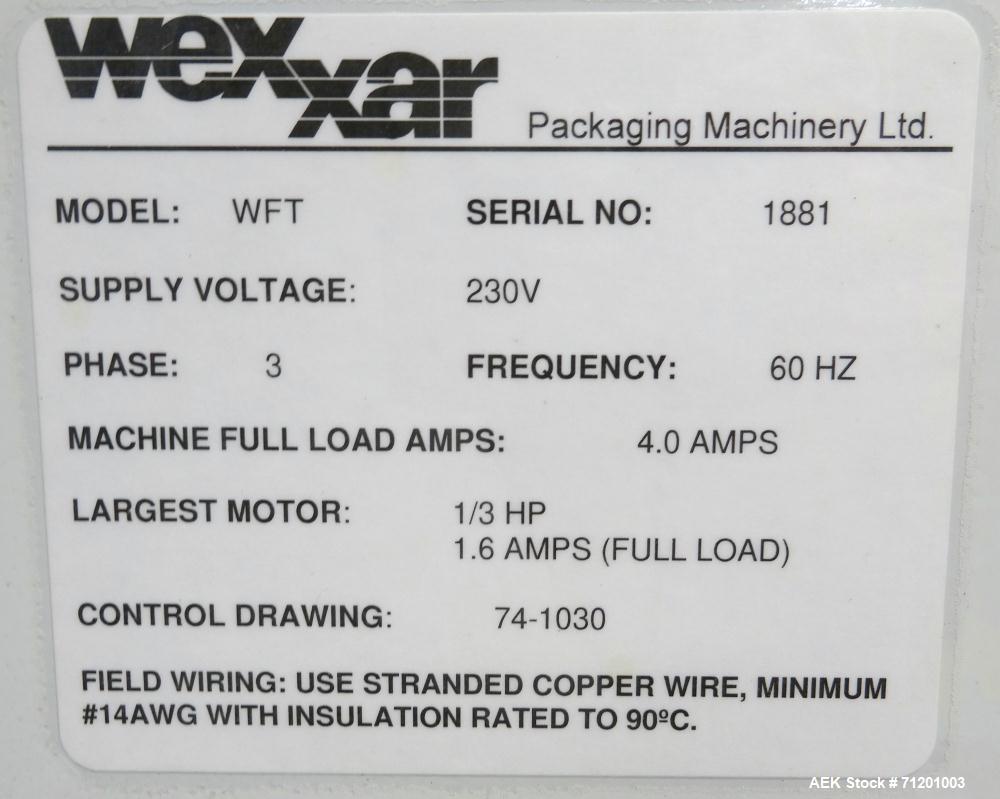 wexxar
Packaging Machinery Ltd.
MODEL: WFT SERIAL NO: 1881
SUPPLY VOLTAGE: 230V
PHASE: 3 FREQUENCY: 60 HZ
MACHINE FULL LOAD AMPS: 4.0 AMPS
LARGEST MOTOR: 1/3 HP
1.6 AMPS (FULL LOAD)
CONTROL DRAWING: 74-1030
FIELD WIRING: USE STRANDED COPPER WIRE, MINIMUM
#14AWG WITH INSULATION RATED TO 90ºC.
AEK Stock # 71201003